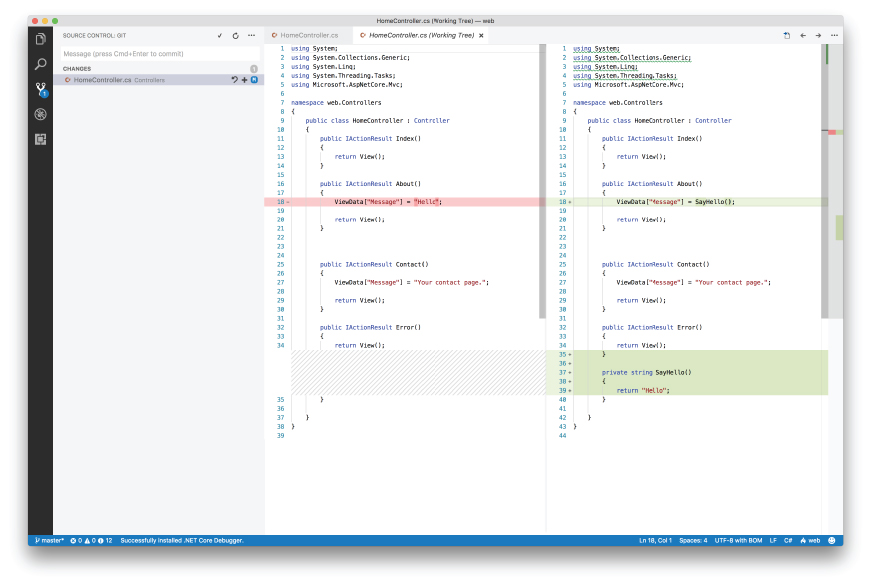 HomeController.cs (Working Tree) — web
SOURCE CONTROL: GIT
Message (press Cmd+Enter to commit)
CHANGES 1
HomeController.cs Controllers M
1
HomeController.cs
HomeController.cs (Working Tree)
1 using System;
2 using System.Collections.Generic;
3 using System.Linq;
4 using System.Threading.Tasks;
5 using Microsoft.AspNetCore.Mvc;
6
7 namespace web.Controllers
8 {
9 public class HomeController : Controller
10 {
11 public IActionResult Index()
12 {
13 return View();
14 }
15
16 public IActionResult About()
17 {
18 - ViewData["Message"] = "Hello";
19
20 return View();
21 }
22
23
24
25 public IActionResult Contact()
26 {
27 ViewData["Message"] = "Your contact page.";
28
29 return View();
30 }
31
32 public IActionResult Error()
33 {
34 return View();
35 }
36
37 }
38 }
39
1 using System;
2 using System.Collections.Generic;
3 using System.Linq;
4 using System.Threading.Tasks;
5 using Microsoft.AspNetCore.Mvc;
6
7 namespace web.Controllers
8 {
9 public class HomeController : Controller
10 {
11 public IActionResult Index()
12 {
13 return View();
14 }
15
16 public IActionResult About()
17 {
18 + ViewData["Message"] = SayHello();
19
20 return View();
21 }
22
23
24
25 public IActionResult Contact()
26 {
27 ViewData["Message"] = "Your contact page.";
28
29 return View();
30 }
31
32 public IActionResult Error()
33 {
34 return View();
35 + }
36 +
37 + private string SayHello()
38 + {
39 + return "Hello";
40 }
41
42 }
43 }
44
master* 0 0 12 Successfully installed .NET Core Debugger.
Ln 18, Col 1 Spaces: 4 UTF-8 with BOM LF C# web